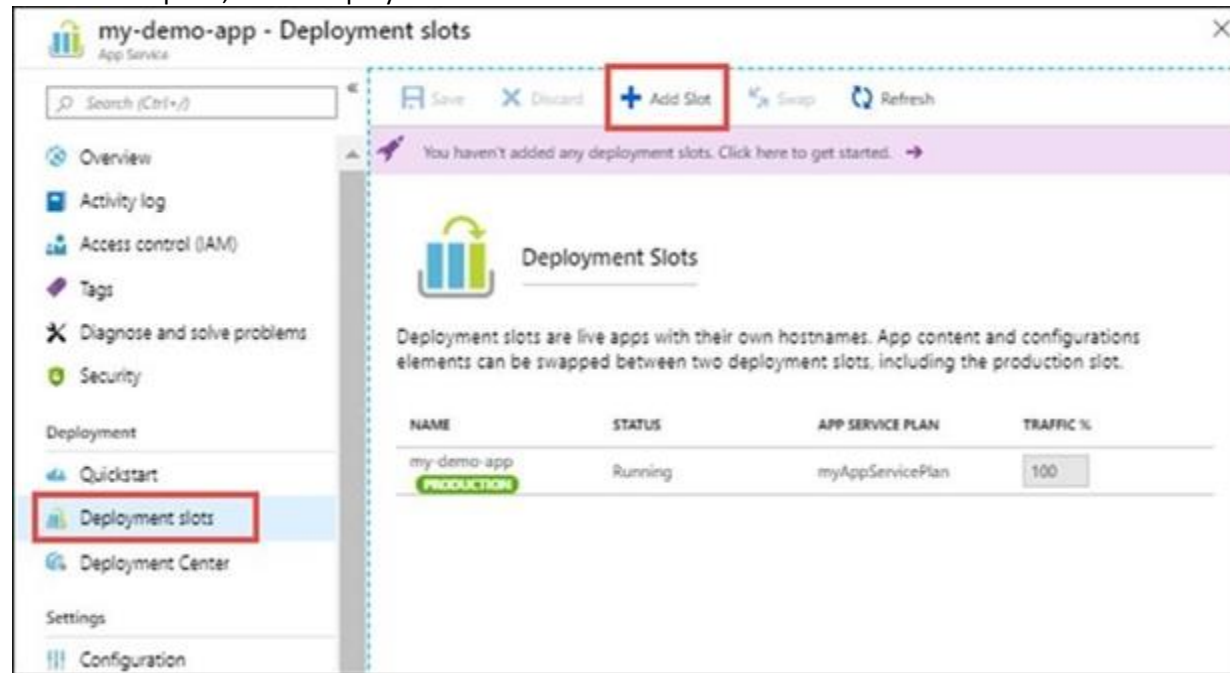 my-demo-app - Deployment slots
App Service
Search (Ctrl+/)
Overview
Activity log
Access control (IAM)
Tags
Diagnose and solve problems
Security
Deployment
Quickstart
Deployment slots
Deployment Center
Settings
Configuration
Save Discard Add Slot Swap Refresh
You haven't added any deployment slots. Click here to get started.
Deployment Slots
Deployment slots are live apps with their own hostnames. App content and configurations
elements can be swapped between two deployment slots, including the production slot.
NAME STATUS APP SERVICE PLAN TRAFFIC %
my-demo-app Running myAppServicePlan 100
PRODUCTION